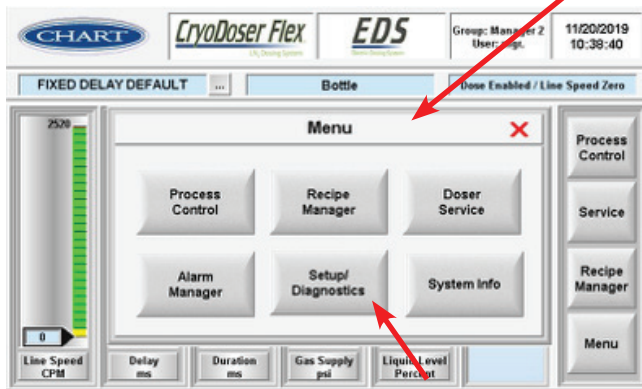 CHART
CryoDoser Flex
LN₂ Dosing System
EDS
Group: Manager 2
User: mgr.
11/20/2019
10:38:40
FIXED DELAY DEFAULT
...
Bottle
Dose Enabled / Line Speed Zero
2520
Menu
X
Process
Control
Recipe
Manager
Doser
Service
Alarm
Manager
Setup/
Diagnostics
System Info
0
Line Speed
CPM
Delay
ms
Duration
ms
Gas Supply
psi
Liquid Level
Percent
Process
Control
Service
Recipe
Manager
Menu